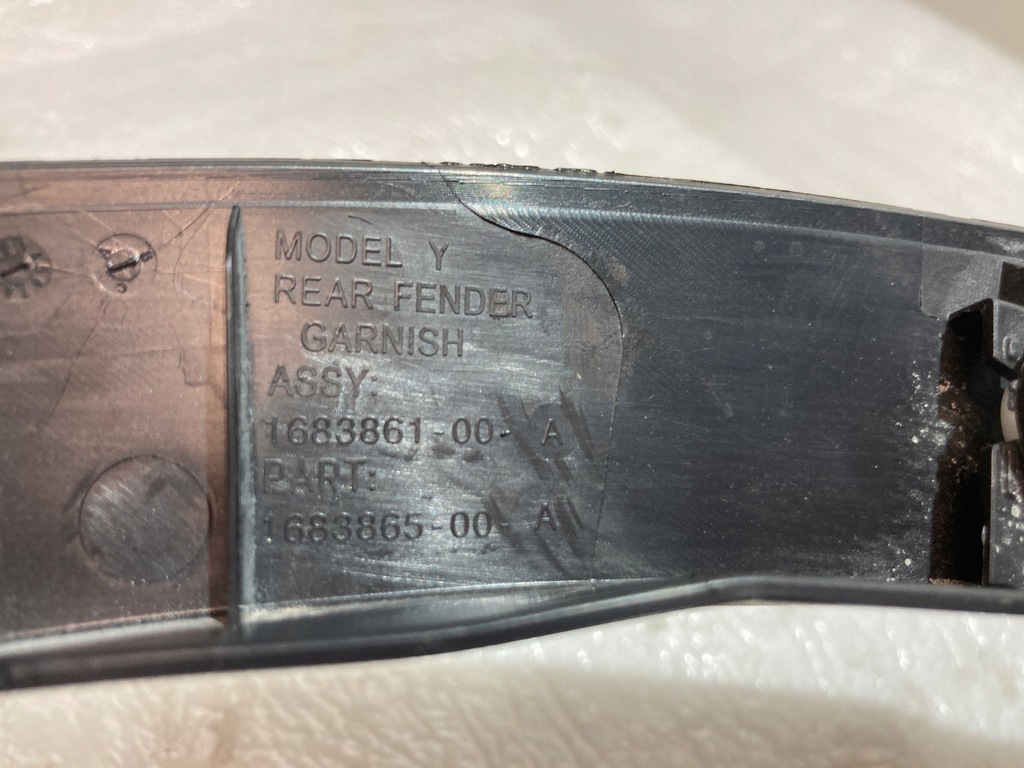 MODEL Y
REAR FENDER
GARNISH
ASSY:
1683861-00- A
PART:
1683865-00- A